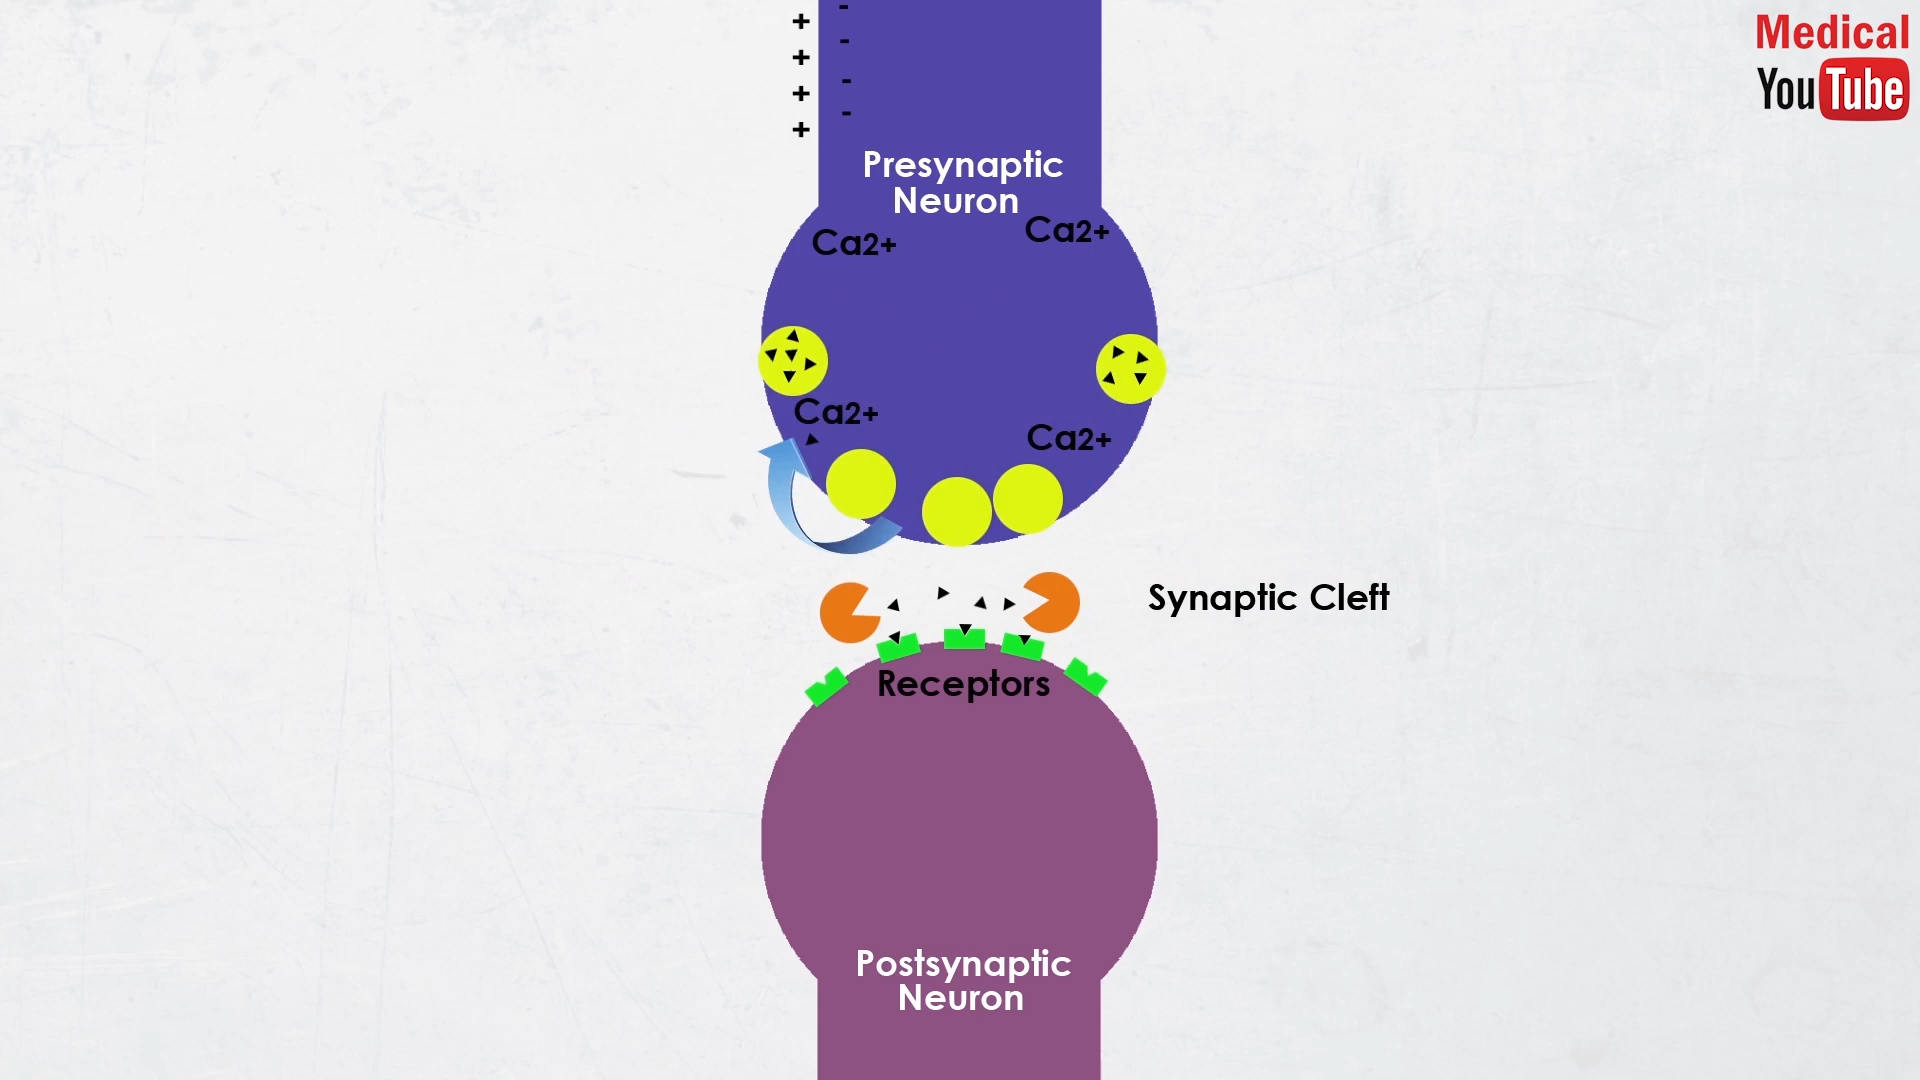 Medical
YouTube
+ -
+ -
+ -
+ -
Presynaptic
Neuron
Ca2+
Ca2+
Ca2+
Ca2+
Synaptic Cleft
Receptors
Postsynaptic
Neuron